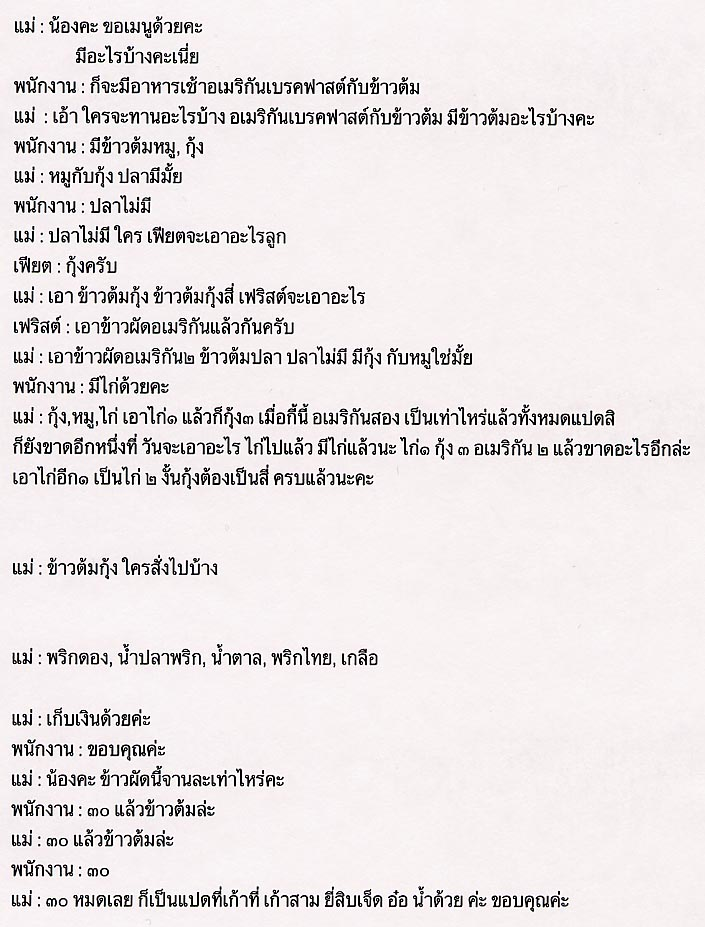 แม่ : น้องคะ ขอเมนูด้วยคะ
มีอะไรบ้างคะเนี่ย
พนักงาน : ก็จะมีอาหารเช้าอเมริกันเบรคฟาสต์กับข้าวต้ม
แม่ : เอ้า ใครจะทานอะไรบ้าง อเมริกันเบรคฟาสต์กับข้าวต้ม มีข้าวต้มอะไรบ้างคะ
พนักงาน : มีข้าวต้มหมู, กุ้ง
แม่ : หมูกับกุ้ง ปลามีมั้ย
พนักงาน : ปลาไม่มี
แม่ : ปลาไม่มี ใคร เฟียตจะเอาอะไรลูก
เฟียต : กุ้งครับ
แม่ : เอา ข้าวต้มกุ้ง ข้าวต้มกุ้งสี่ เฟริสต์จะเอาอะไร
เฟริสต์ : เอาข้าวผัดอเมริกันแล้วกันครับ
แม่ : เอาข้าวผัดอเมริกัน๒ ข้าวต้มปลา ปลาไม่มี มีกุ้ง กับหมูใช่มั้ย
พนักงาน : มีไก่ด้วยคะ
แม่ : กุ้ง,หมู,ไก่ เอาไก่๑ แล้วก็กุ้ง๓ เมื่อกี้นี้ อเมริกันสอง เป็นเท่าไหร่แล้วทั้งหมดแปดสิ
ก็ยังขาดอีกหนึ่งที่ วันจะเอาอะไร ไก่ไปแล้ว มีไก่แล้วนะ ไก่๑ กุ้ง ๓ อเมริกัน ๒ แล้วขาดอะไรอีกล่ะ
เอาไก่อีก๑ เป็นไก่ ๒ งั้นกุ้งต้องเป็นสี่ ครบแล้วนะคะ
แม่ : ข้าวต้มกุ้ง ใครสั่งไปบ้าง
แม่ : พริกดอง, น้ำปลาพริก, น้ำตาล, พริกไทย, เกลือ
แม่ : เก็บเงินด้วยค่ะ
พนักงาน : ขอบคุณค่ะ
แม่ : น้องคะ ข้าวผัดนี้จานละเท่าไหร่คะ
พนักงาน : ๓๐ แล้วข้าวต้มล่ะ
แม่ : ๓๐ แล้วข้าวต้มล่ะ
พนักงาน : ๓๐
แม่ : ๓๐ หมดเลย ก็เป็นแปดที่เก้าที่ เก้าสาม ยี่สิบเจ็ด อ๋อ น้ำด้วย ค่ะ ขอบคุณค่ะ